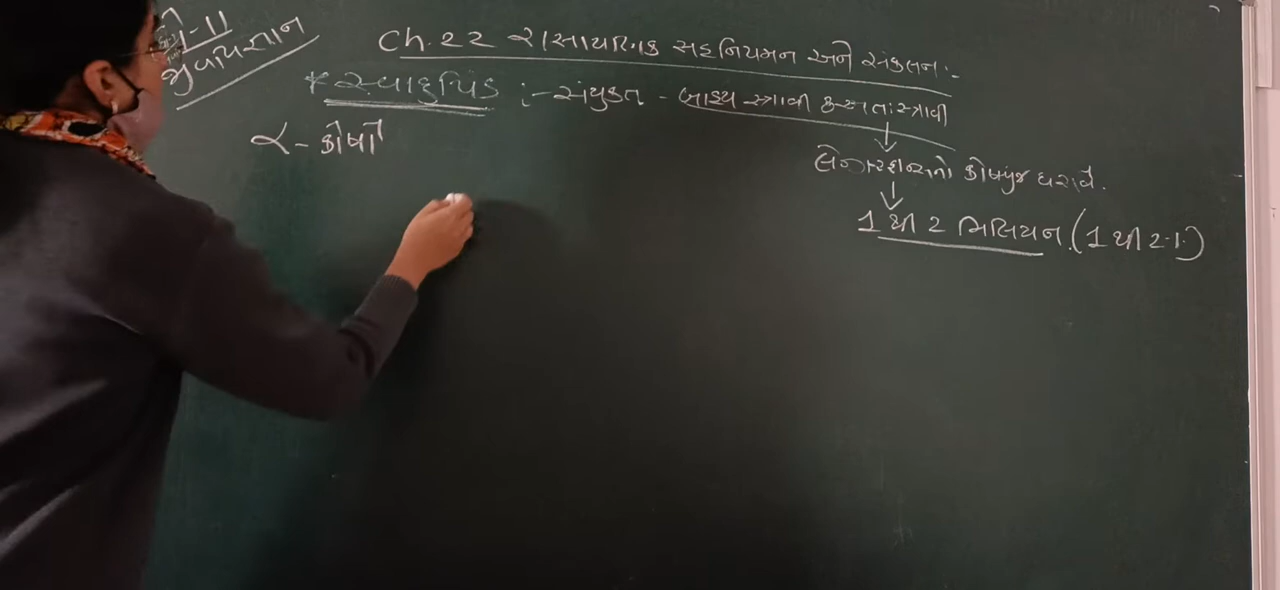 ધો-11
જીવવિજ્ઞાન
Ch. 22 રાસાયણિક સહનિયમન અને સંકલન :-
* સ્વાદુપિંડ :- સંયુક્ત - બાહ્ય સ્ત્રાવી અંતઃસ્ત્રાવી
લેન્ગરહેન્સનો કોષપુંજ ધરાવે.
1 થી 2 મિલિયન (1 થી 2.1.)
α - કોષો